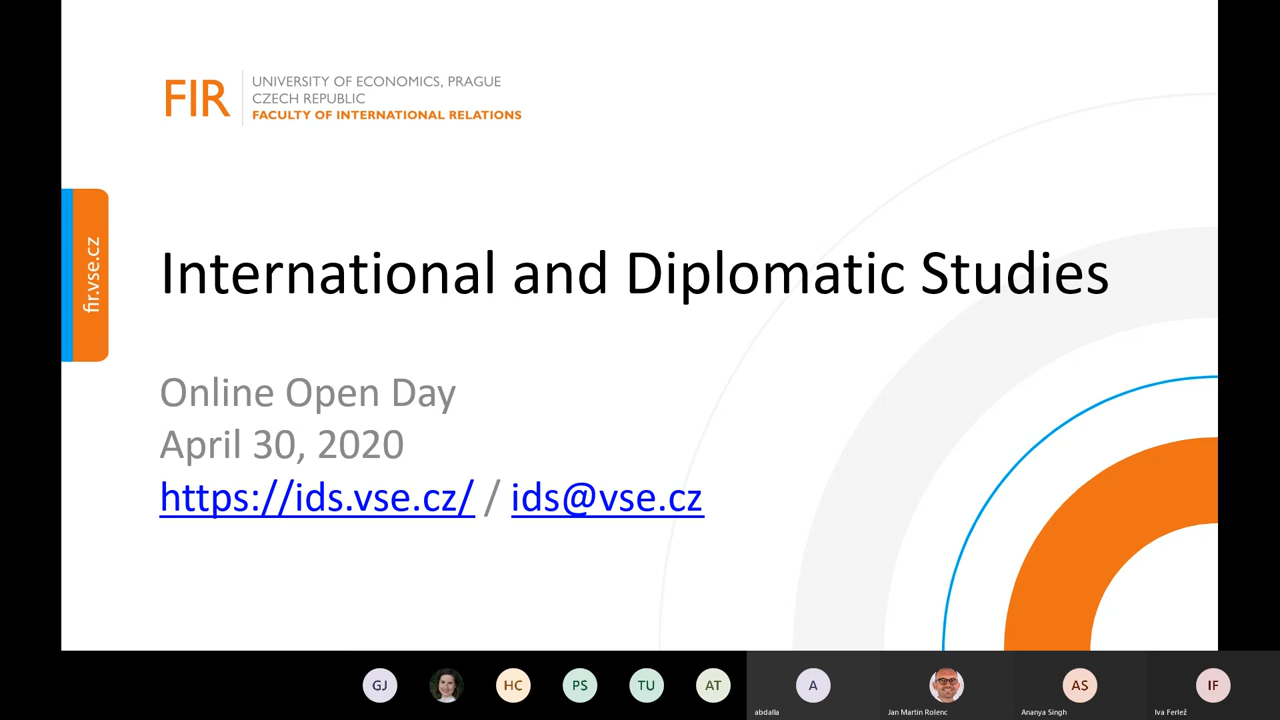 FIR
UNIVERSITY OF ECONOMICS, PRAGUE
CZECH REPUBLIC
FACULTY OF INTERNATIONAL RELATIONS
fir.vse.cz
International and Diplomatic Studies
Online Open Day
April 30, 2020
https://ids.vse.cz/ / ids@vse.cz
GJ
HC
PS
TU
AT
A
AS
IF
abdalla
Jan Martin Rolenc
Ananya Singh
Iva Ferlež